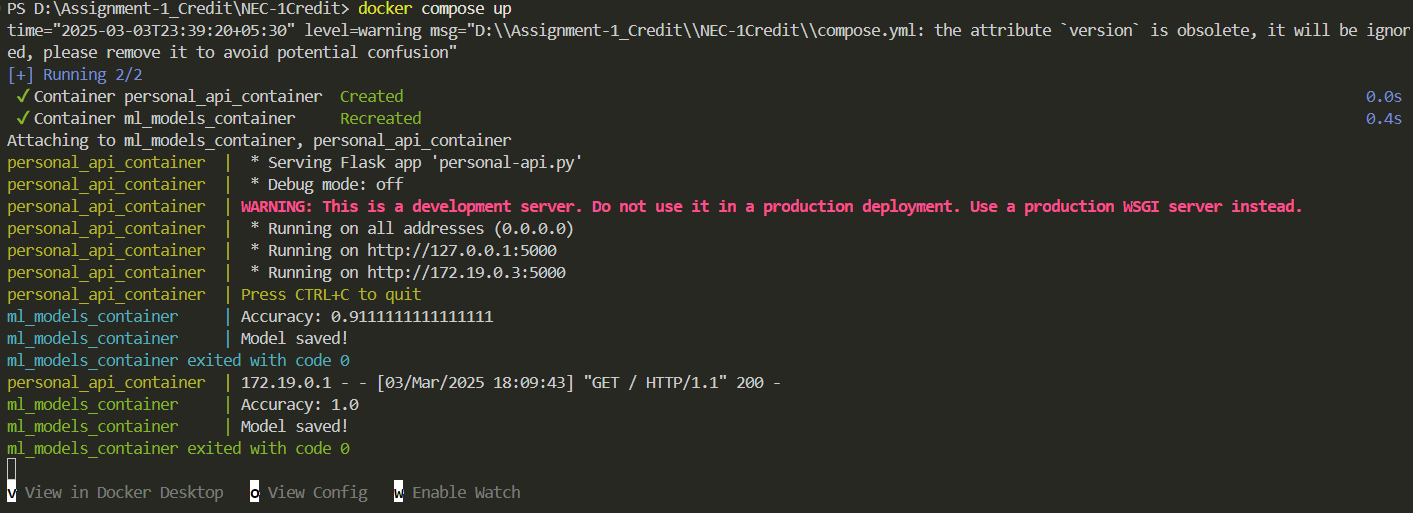 PS D:\Assignment-1_Credit\NEC-1Credit> docker compose up
time="2025-03-03T23:39:20+05:30" level=warning msg="D:\\Assignment-1_Credit\\NEC-1Credit\\compose.yml: the attribute `version` is obsolete, it will be ignor
ed, please remove it to avoid potential confusion"
[+] Running 2/2
✔ Container personal_api_container  Created 0.0s
✔ Container ml_models_container     Recreated 0.4s
Attaching to ml_models_container, personal_api_container
personal_api_container  |  * Serving Flask app 'personal-api.py'
personal_api_container  |  * Debug mode: off
personal_api_container  | WARNING: This is a development server. Do not use it in a production deployment. Use a production WSGI server instead.
personal_api_container  |  * Running on all addresses (0.0.0.0)
personal_api_container  |  * Running on http://127.0.0.1:5000
personal_api_container  |  * Running on http://172.19.0.3:5000
personal_api_container  | Press CTRL+C to quit
ml_models_container     | Accuracy: 0.9111111111111111
ml_models_container     | Model saved!
ml_models_container exited with code 0
personal_api_container  | 172.19.0.1 - - [03/Mar/2025 18:09:43] "GET / HTTP/1.1" 200 -
ml_models_container     | Accuracy: 1.0
ml_models_container     | Model saved!
ml_models_container exited with code 0
v View in Docker Desktop   o View Config   w Enable Watch